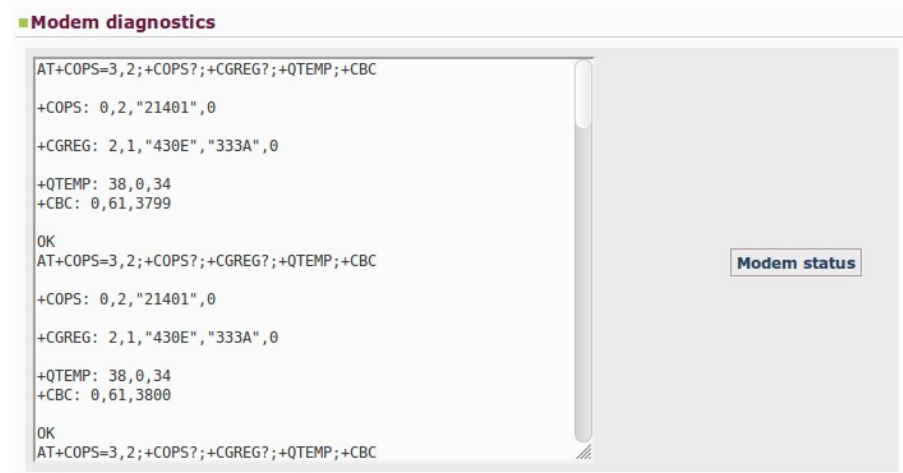 Modem diagnostics
AT+COPS=3,2;+COPS?;+CGREG?;+QTEMP;+CBC
+COPS: 0,2,"21401",0
+CGREG: 2,1,"430E","333A",0
+QTEMP: 38,0,34
+CBC: 0,61,3799
OK
AT+COPS=3,2;+COPS?;+CGREG?;+QTEMP;+CBC
+COPS: 0,2,"21401",0
+CGREG: 2,1,"430E","333A",0
+QTEMP: 38,0,34
+CBC: 0,61,3800
OK
AT+COPS=3,2;+COPS?;+CGREG?;+QTEMP;+CBC
Modem status